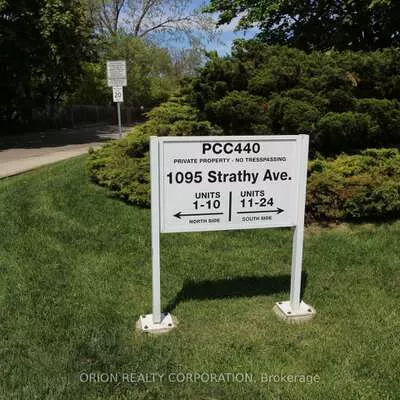 PCC440
PRIVATE PROPERTY - NO TRESSPASSING
1095 Strathy Ave.
UNITS
1-10
NORTH SIDE
UNITS
11-24
SOUTH SIDE
20
ORION REALTY CORPORATION, Brokerage